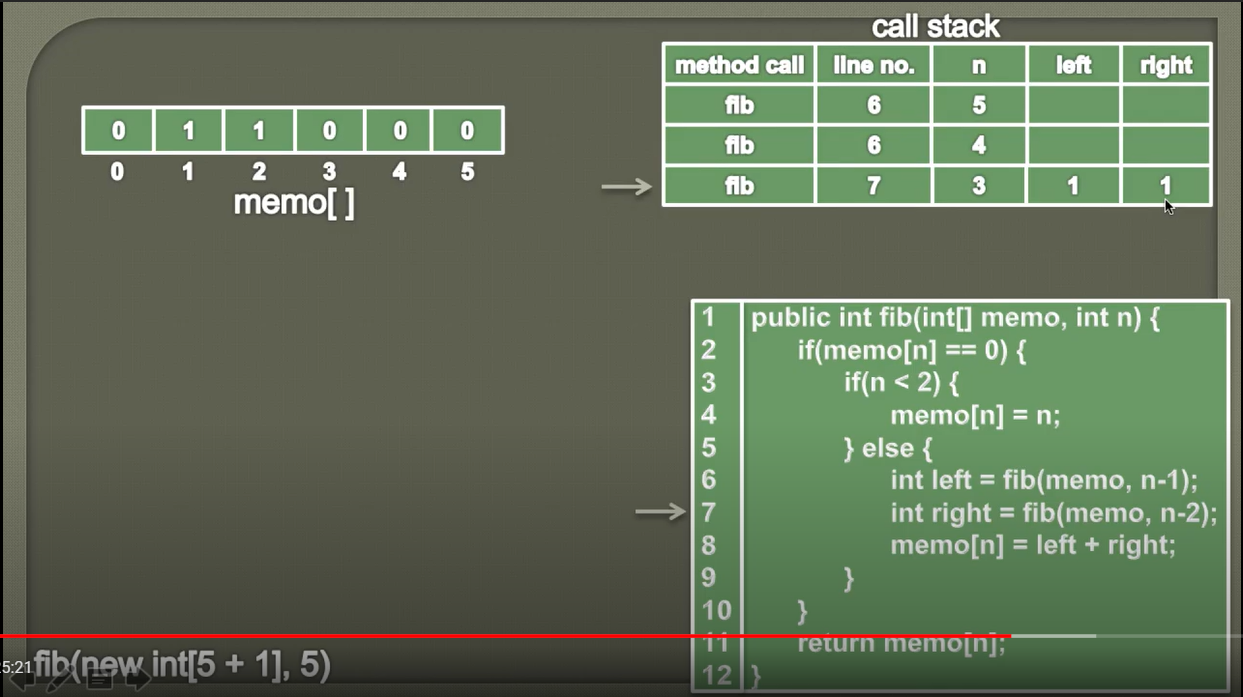 call stack
method call line no. n left right
fib 6 5
fib 6 4
fib 7 3 1 1
0 1 1 0 0 0
0 1 2 3 4 5
memo[ ]
1 public int fib(int[] memo, int n) {
2 if(memo[n] == 0) {
3 if(n < 2) {
4 memo[n] = n;
5 } else {
6 int left = fib(memo, n-1);
7 int right = fib(memo, n-2);
8 memo[n] = left + right;
9 }
10 }
11 return memo[n];
12 }
5:21
fib(new int[5 + 1], 5)